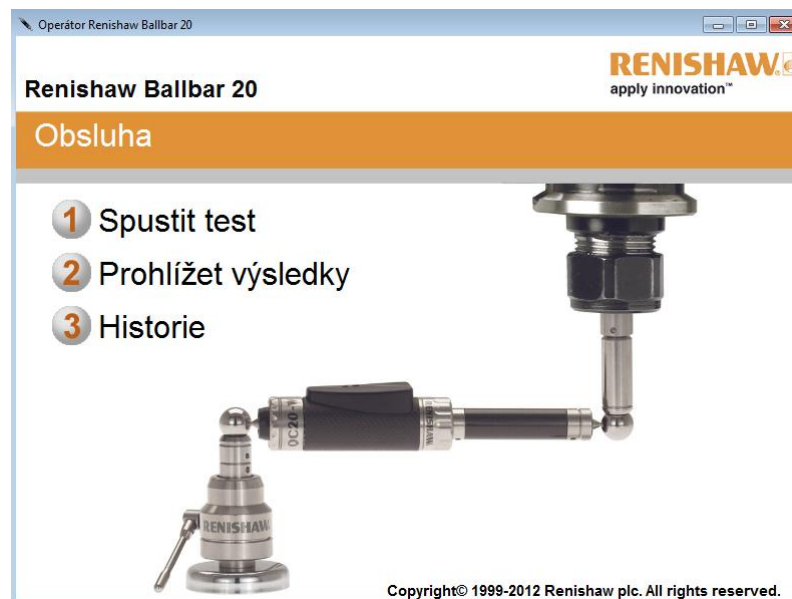 Operátor Renishaw Ballbar 20
RENISHAW
apply innovation™
Renishaw Ballbar 20
Obsluha
1 Spustit test
2 Prohlížet výsledky
3 Historie
QC20-W
RENISHAW
RENISHAW
Copyright© 1999-2012 Renishaw plc. All rights reserved.